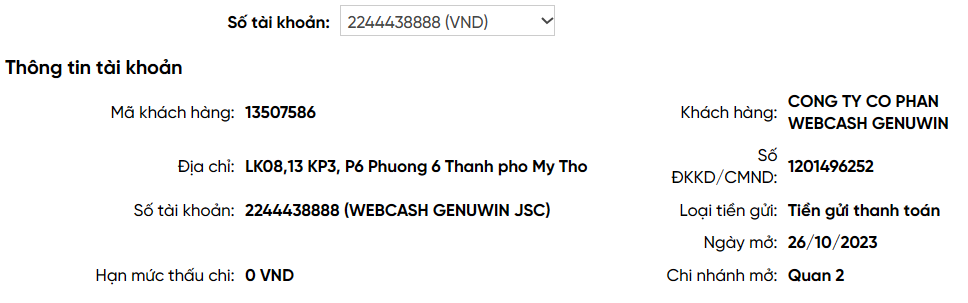 Số tài khoản: 2244438888 (VND)
Thông tin tài khoản
Mã khách hàng: 13507586
Khách hàng: CONG TY CO PHAN
WEBCASH GENUWIN
Địa chỉ: LK08,13 KP3, P6 Phuong 6 Thanh pho My Tho
Số
ĐKKD/CMND: 1201496252
Số tài khoản: 2244438888 (WEBCASH GENUWIN JSC)
Loại tiền gửi: Tiền gửi thanh toán
Ngày mở: 26/10/2023
Hạn mức thấu chi: 0 VND
Chi nhánh mở: Quan 2